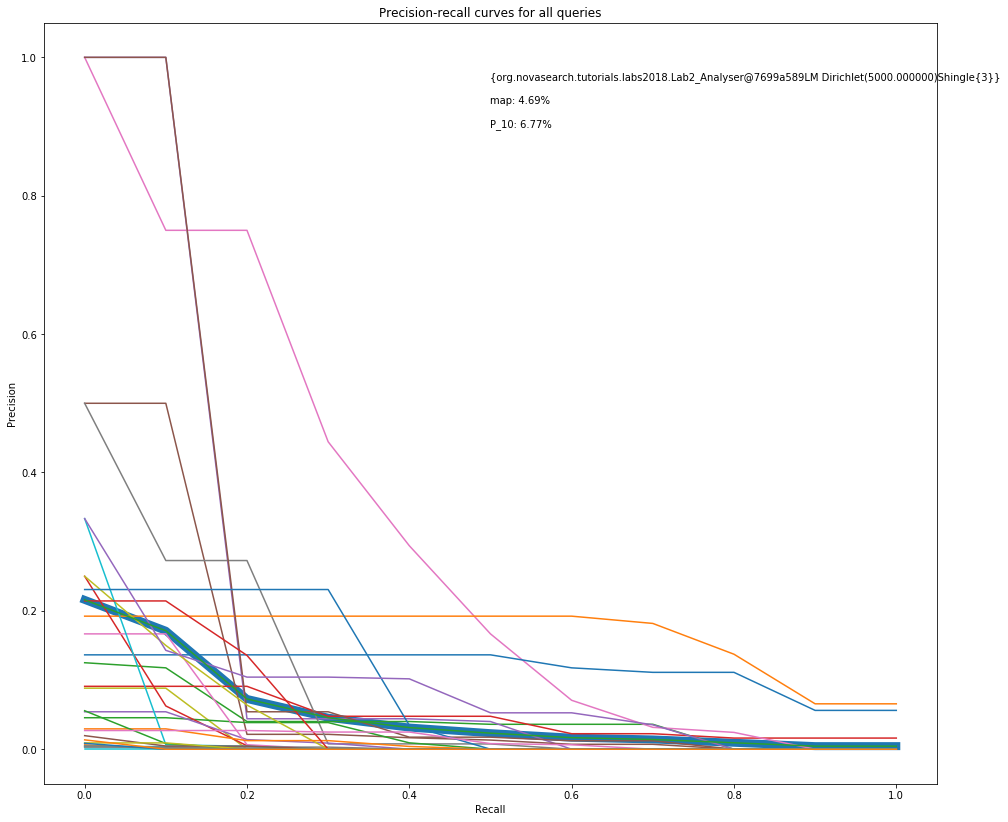 Precision-recall curves for all queries
{org.novasearch.tutorials.labs2018.Lab2_Analyser@7699a589LM Dirichlet(5000.000000)Shingle{3}}
map: 4.69%
P_10: 6.77%
1.0
0.8
0.6
0.4
0.2
0.0
Precision
0.0 0.2 0.4 0.6 0.8 1.0
Recall